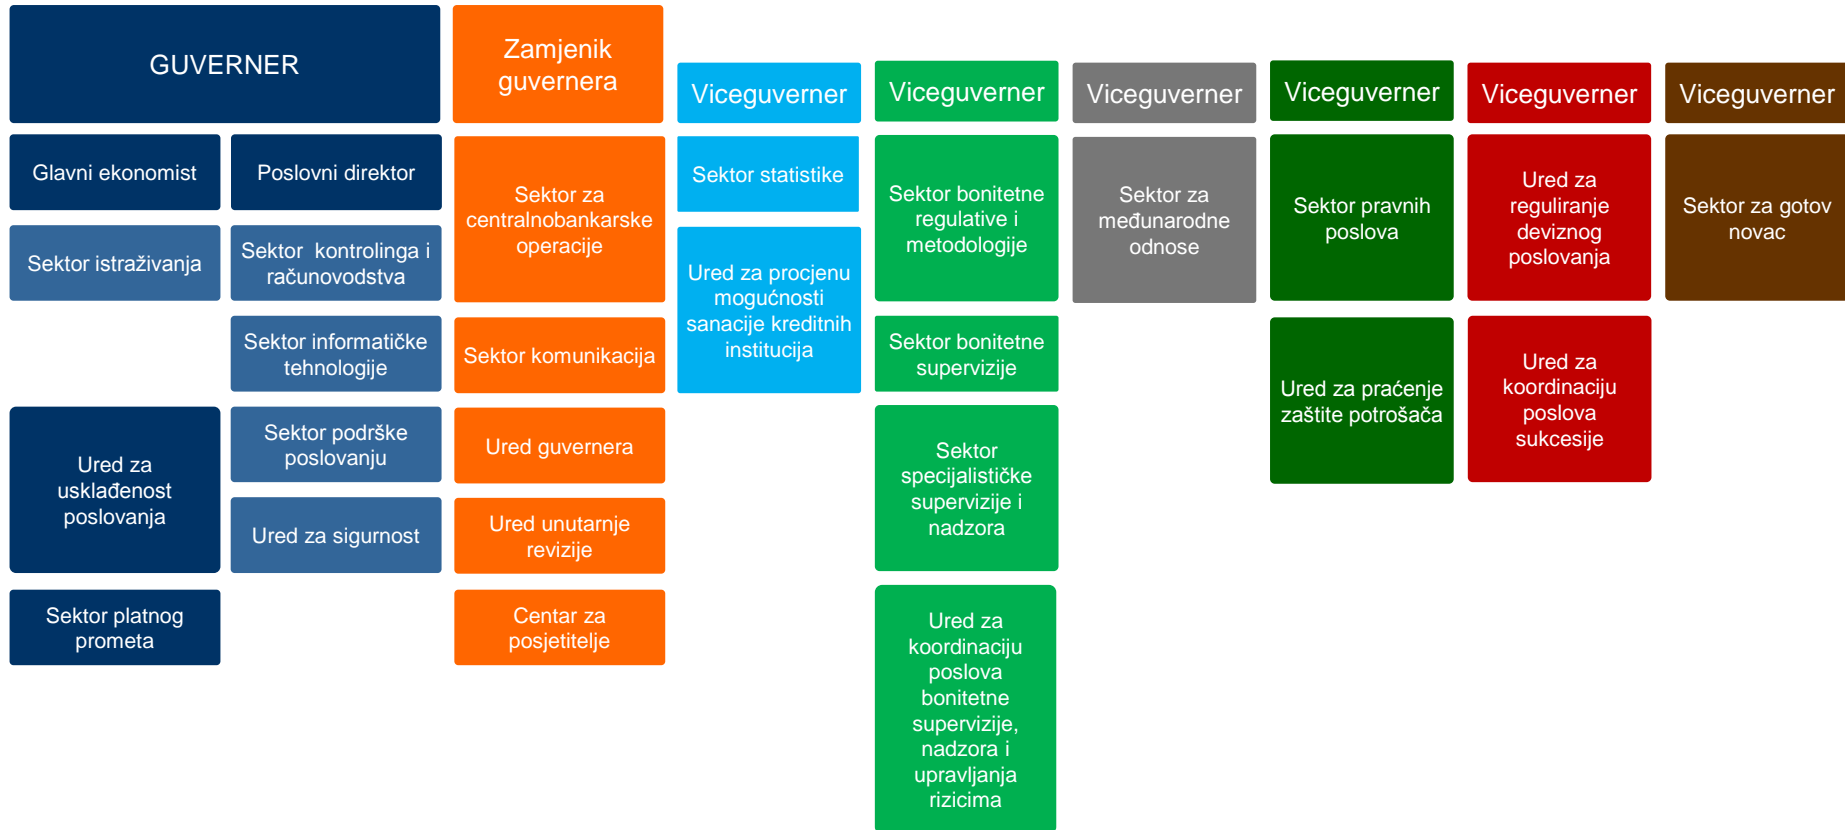 GUVERNER
Glavni ekonomist
Sektor istraživanja
Ured za
usklađenost
poslovanja
Sektor platnog
prometa
Poslovni direktor
Sektor  kontrolinga i
računovodstva
Sektor informatičke
tehnologije
Sektor podrške
poslovanju
Ured za sigurnost
Zamjenik
guvernera
Sektor za
centralnobankarske
operacije
Sektor komunikacija
Ured guvernera
Ured unutarnje
revizije
Centar za
posjetitelje
Viceguverner
Sektor statistike
Ured za procjenu
mogućnosti
sanacije kreditnih
institucija
Viceguverner
Sektor bonitetne
regulative i
metodologije
Sektor bonitetne
supervizije
Sektor
specijalističke
supervizije i
nadzora
Ured za
koordinaciju
poslova
bonitetne
supervizije,
nadzora i
upravljanja
rizicima
Viceguverner
Sektor za
međunarodne
odnose
Viceguverner
Sektor pravnih
poslova
Ured za praćenje
zaštite potrošača
Viceguverner
Ured za
reguliranje
deviznog
poslovanja
Ured za
koordinaciju
poslova
sukcesije
Viceguverner
Sektor za gotov
novac